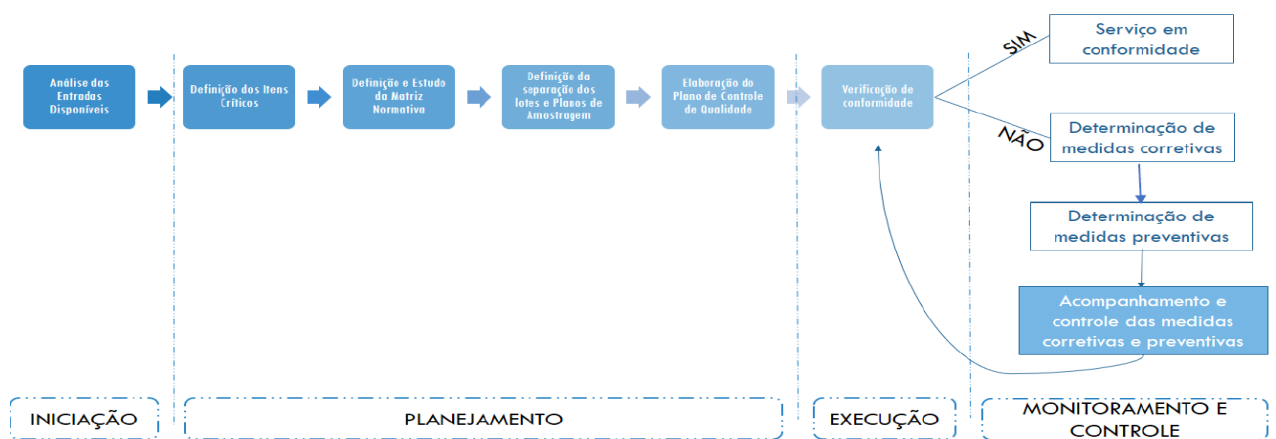 Análise das
Entradas
Disponíveis
Definição dos Itens
Críticos
Definição e Estudo
da Matriz
Normativa
Definição da
separação dos
lotes e Planos de
Amostragem
Elaboração do
Plano de Controle
de Qualidade
Verificação de
conformidade
SIM
Serviço em
conformidade
NÃO
Determinação de
medidas corretivas
Determinação de
medidas preventivas
Acompanhamento e
controle das medidas
corretivas e preventivas
INICIAÇÃO
PLANEJAMENTO
EXECUÇÃO
MONITORAMENTO E
CONTROLE